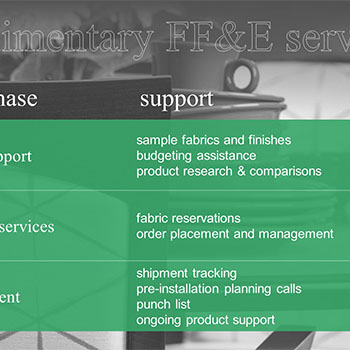 imentary FF&E serv
hase support
pport
sample fabrics and finishes
budgeting assistance
product research & comparisons
services
fabric reservations
order placement and management
ent
shipment tracking
pre-installation planning calls
punch list
ongoing product support